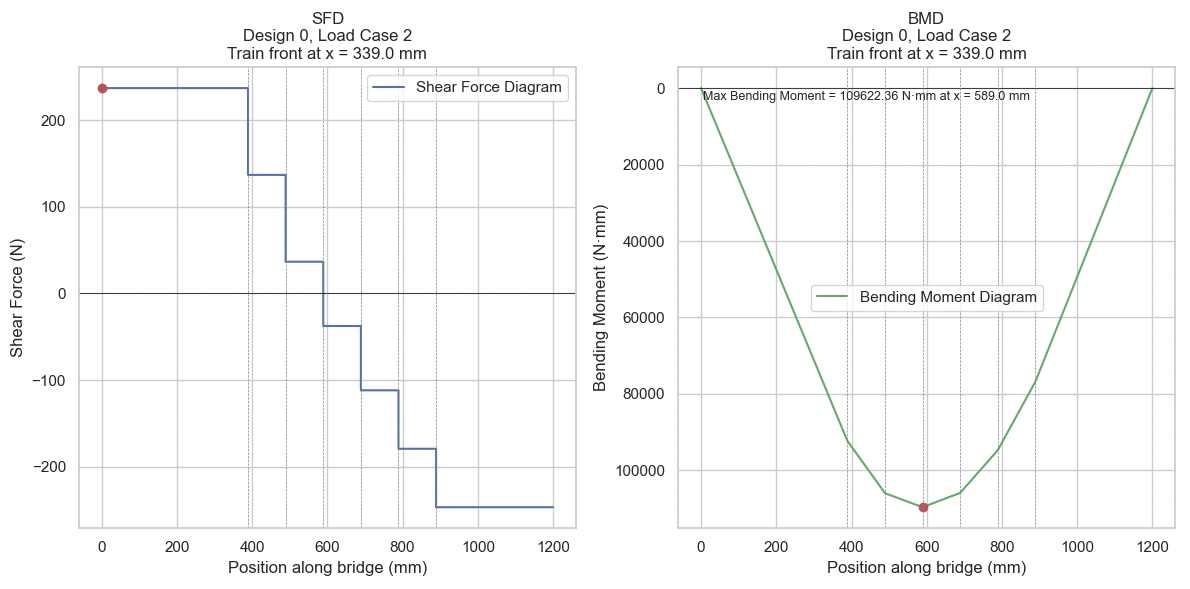 SFD
Design 0, Load Case 2
Train front at x = 339.0 mm
Shear Force Diagram
200
100
0
−100
−200
0
200
400
600
800
1000
1200
Shear Force (N)
Position along bridge (mm)
BMD
Design 0, Load Case 2
Train front at x = 339.0 mm
Max Bending Moment = 109622.36 N·mm at x = 589.0 mm
Bending Moment Diagram
0
20000
40000
60000
80000
100000
0
200
400
600
800
1000
1200
Bending Moment (N·mm)
Position along bridge (mm)